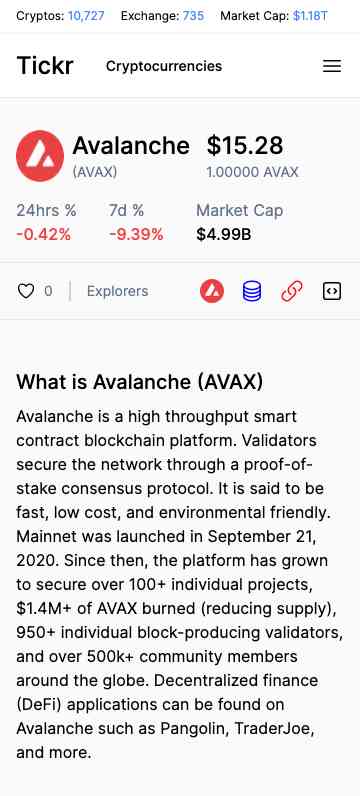 Cryptos: 10,727 Exchange: 735 Market Cap: $1.18T
Tickr Cryptocurrencies
Avalanche $15.28
(AVAX) 1.00000 AVAX
24hrs % 7d % Market Cap
-0.42% -9.39% $4.99B
0 Explorers
What is Avalanche (AVAX)
Avalanche is a high throughput smart
contract blockchain platform. Validators
secure the network through a proof-of-
stake consensus protocol. It is said to be
fast, low cost, and environmental friendly.
Mainnet was launched in September 21,
2020. Since then, the platform has grown
to secure over 100+ individual projects,
$1.4M+ of AVAX burned (reducing supply),
950+ individual block-producing validators,
and over 500k+ community members
around the globe. Decentralized finance
(DeFi) applications can be found on
Avalanche such as Pangolin, TraderJoe,
and more.